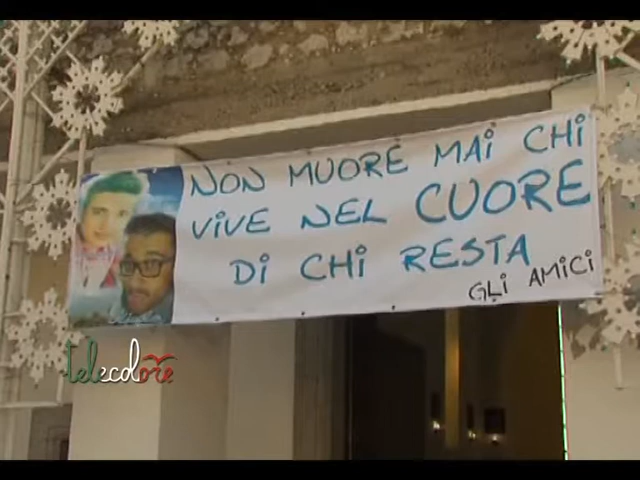 NON MUORE MAi CHi
ViVE NEL CUORE
Di CHi RESTA
GLi AMiCi
telecolore